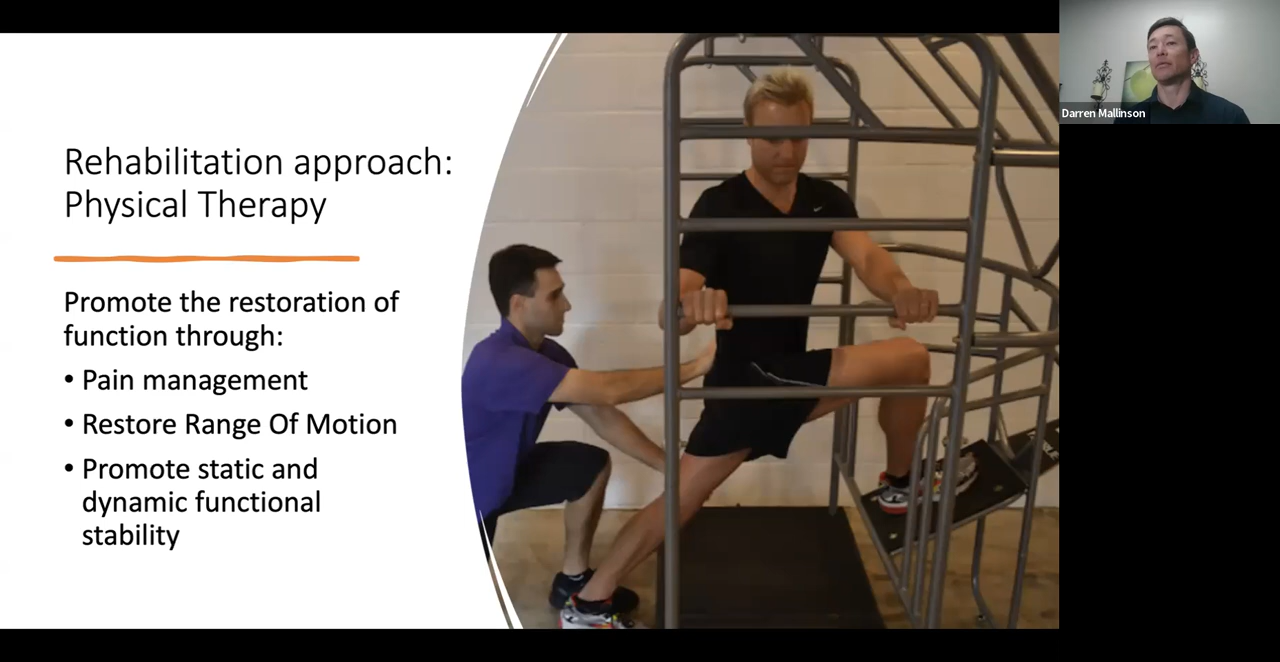 Rehabilitation approach:
Physical Therapy
Promote the restoration of
function through:
• Pain management
• Restore Range Of Motion
• Promote static and
dynamic functional
stability
Darren Mallinson